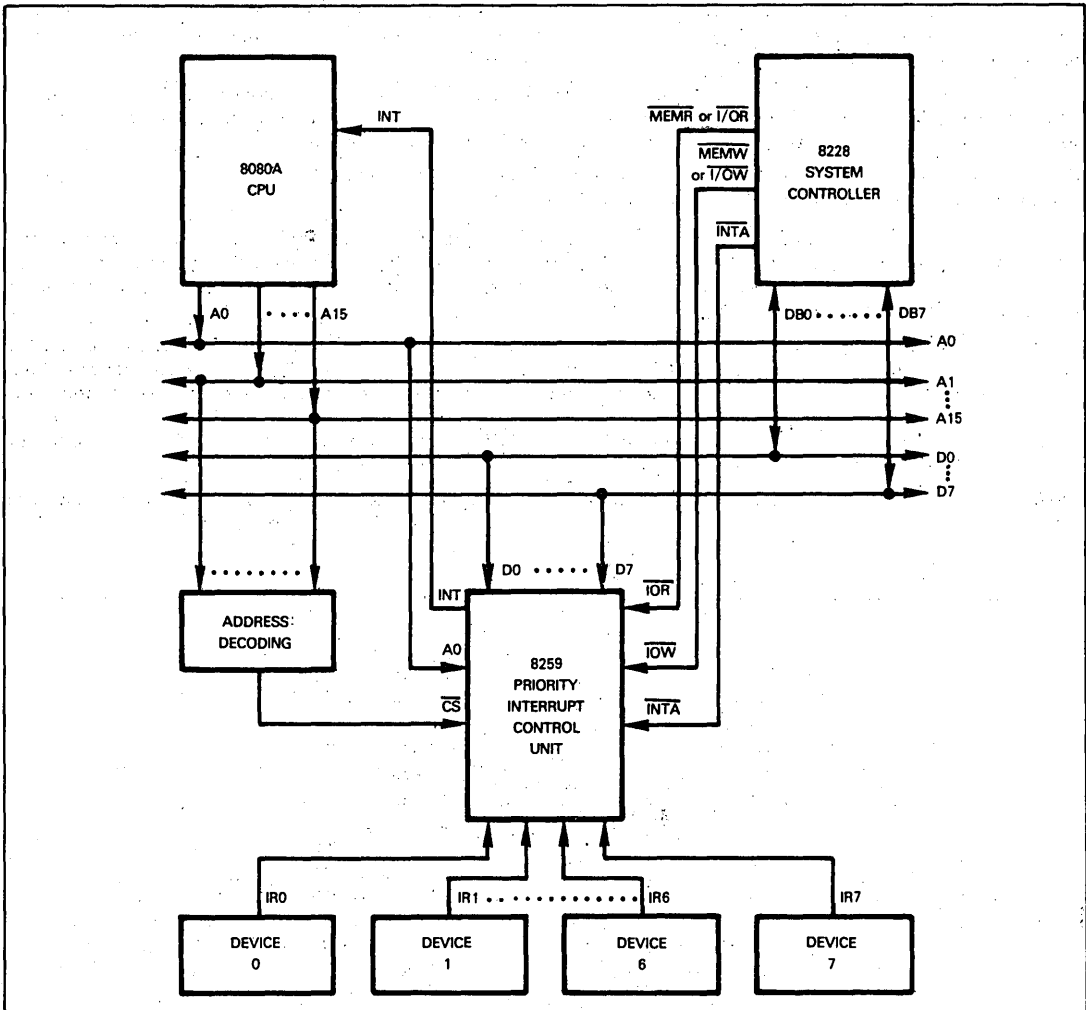 8080A
CPU
INT
MEMR or I/OR
MEMW
or I/OW
INTA
8228
SYSTEM
CONTROLLER
A0
A15
DB0
DB7
A0
A1
A15
D0
D7
D0
D7
ADDRESS
DECODING
INT
A0
CS
8259
PRIORITY
INTERRUPT
CONTROL
UNIT
IOR
IOW
INTA
IR0
IR1
IR6
IR7
DEVICE
0
DEVICE
1
DEVICE
6
DEVICE
7